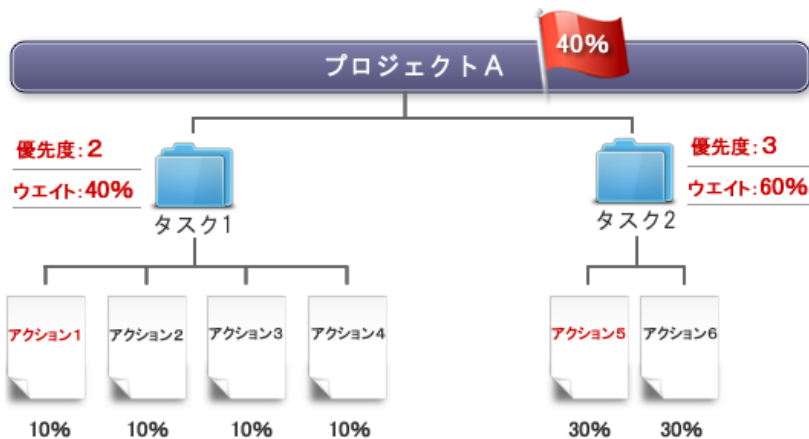 40%
プロジェクトA
優先度:2
ウエイト:40%
タスク1
優先度:3
ウエイト:60%
タスク2
アクション1
アクション2
アクション3
アクション4
アクション5
アクション6
10%
10%
10%
10%
30%
30%